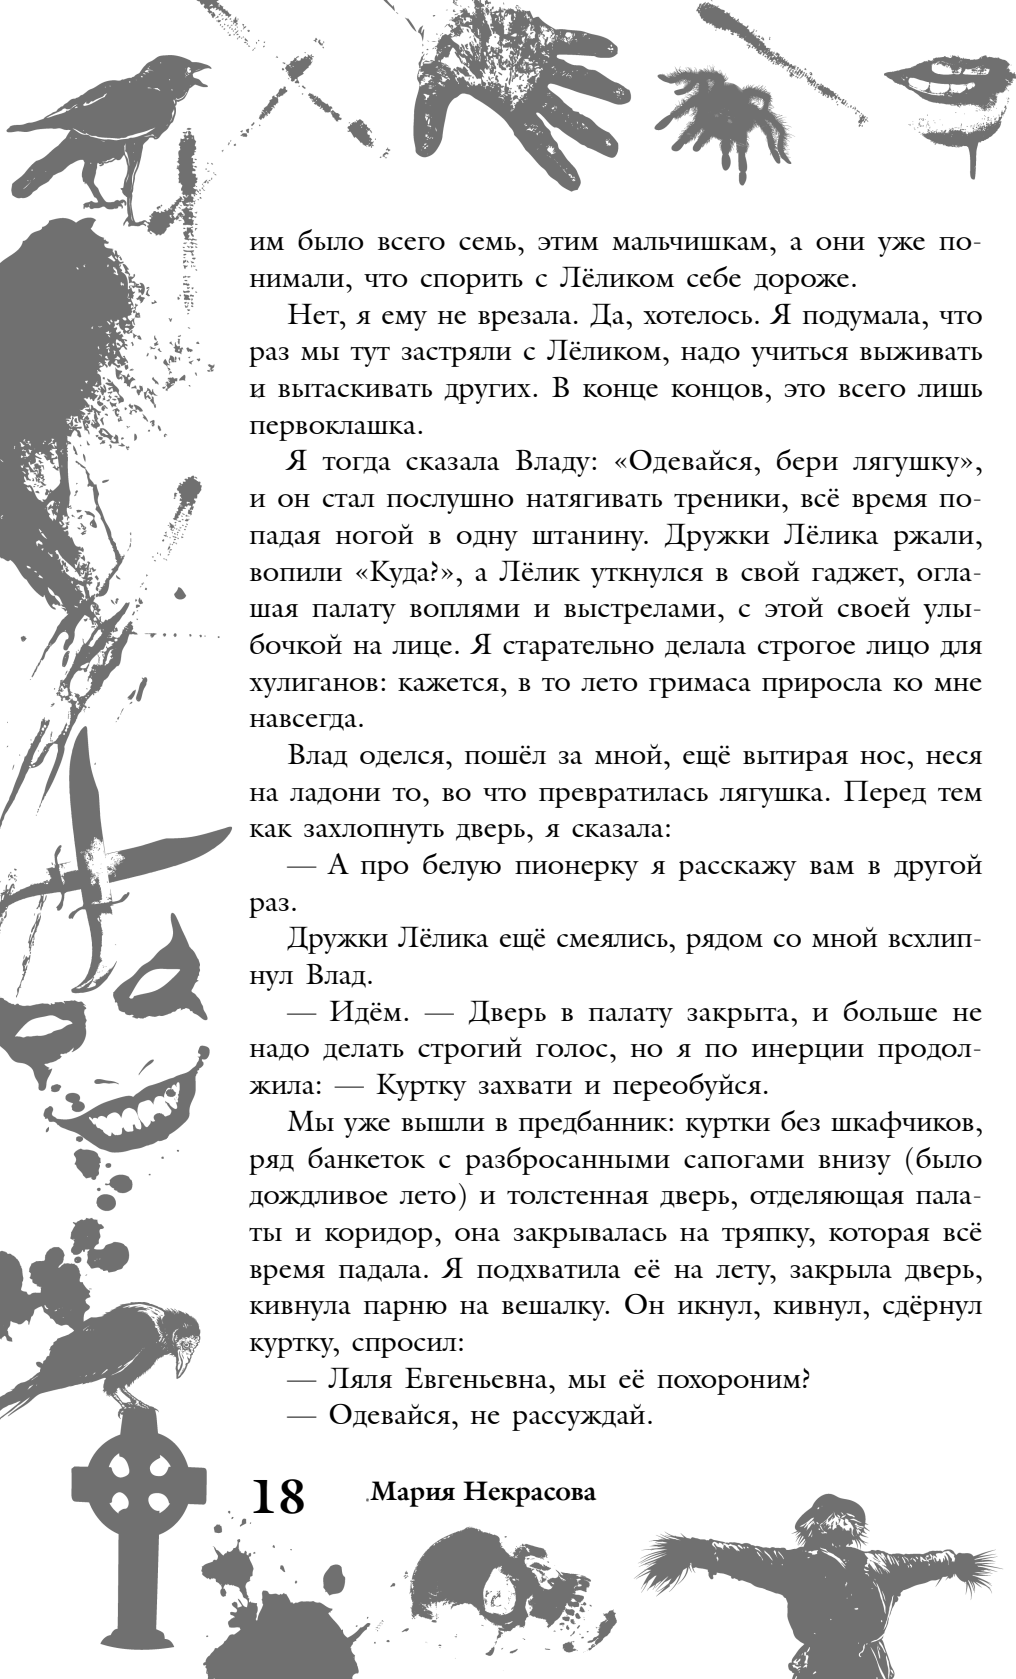 им было всего семь, этим мальчишкам, а они уже по-
нимали, что спорить с Лёликом себе дороже.
Нет, я ему не врезала. Да, хотелось. Я подумала, что
раз мы тут застряли с Лёликом, надо учиться выживать
и вытаскивать других. В конце концов, это всего лишь
первоклашка.
Я тогда сказала Владу: «Одевайся, бери лягушку»,
и он стал послушно натягивать треники, всё время по-
падая ногой в одну штанину. Дружки Лёлика ржали,
вопили «Куда?», а Лёлик уткнулся в свой гаджет, огла-
шая палату воплями и выстрелами, с этой своей улы-
бочкой на лице. Я старательно делала строгое лицо для
хулиганов: кажется, в то лето гримаса приросла ко мне
навсегда.
Влад оделся, пошёл за мной, ещё вытирая нос, неся
на ладони то, во что превратилась лягушка. Перед тем
как захлопнуть дверь, я сказала:
— А про белую пионерку я расскажу вам в другой
раз.
Дружки Лёлика ещё смеялись, рядом со мной всхлип-
нул Влад.
— Идём. — Дверь в палату закрыта, и больше не
надо делать строгий голос, но я по инерции продол-
жила: — Куртку захвати и переобуйся.
Мы уже вышли в предбанник: куртки без шкафчиков,
ряд банкеток с разбросанными сапогами внизу (было
дождливое лето) и толстенная дверь, отделяющая пала-
ты и коридор, она закрывалась на тряпку, которая всё
время падала. Я подхватила её на лету, закрыла дверь,
кивнула парню на вешалку. Он икнул, кивнул, сдёрнул
куртку, спросил:
— Ляля Евгеньевна, мы её похороним?
— Одевайся, не рассуждай.
18 Мария Некрасова